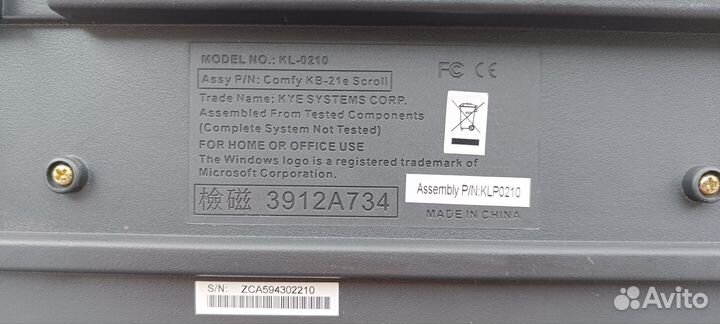 MODEL NO.: KL-0210
Assy P/N: Comfy KB-21e Scroll
Trade Name: KYE SYSTEMS CORP.
Assembled From Tested Components
(Complete System Not Tested)
FOR HOME OR OFFICE USE
The Windows logo is a registered trademark of
Microsoft Corporation.
檢磁 3912A734
FC CE
Assembly P/N:KLP0210
MADE IN CHINA
S/N: ZCA594302210
Avito